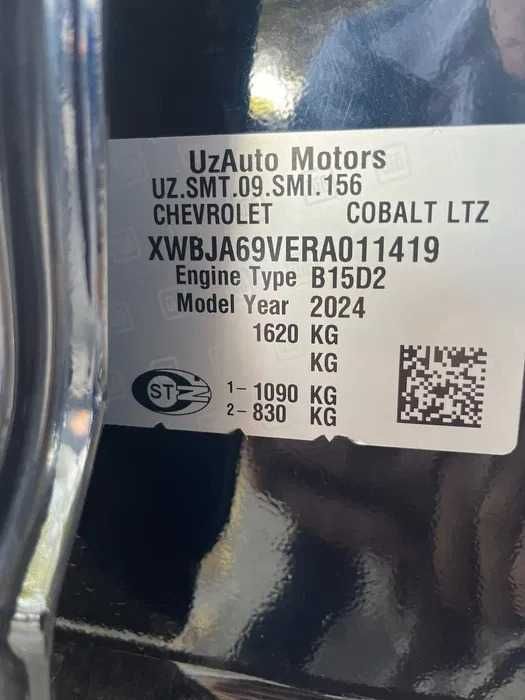 UzAuto Motors
UZ.SMT.09.SMI.156
CHEVROLET COBALT LTZ
XWBJA69VERA011419
Engine Type B15D2
Model Year 2024
1620 KG
KG
1- 1090 KG
2- 830 KG
ST